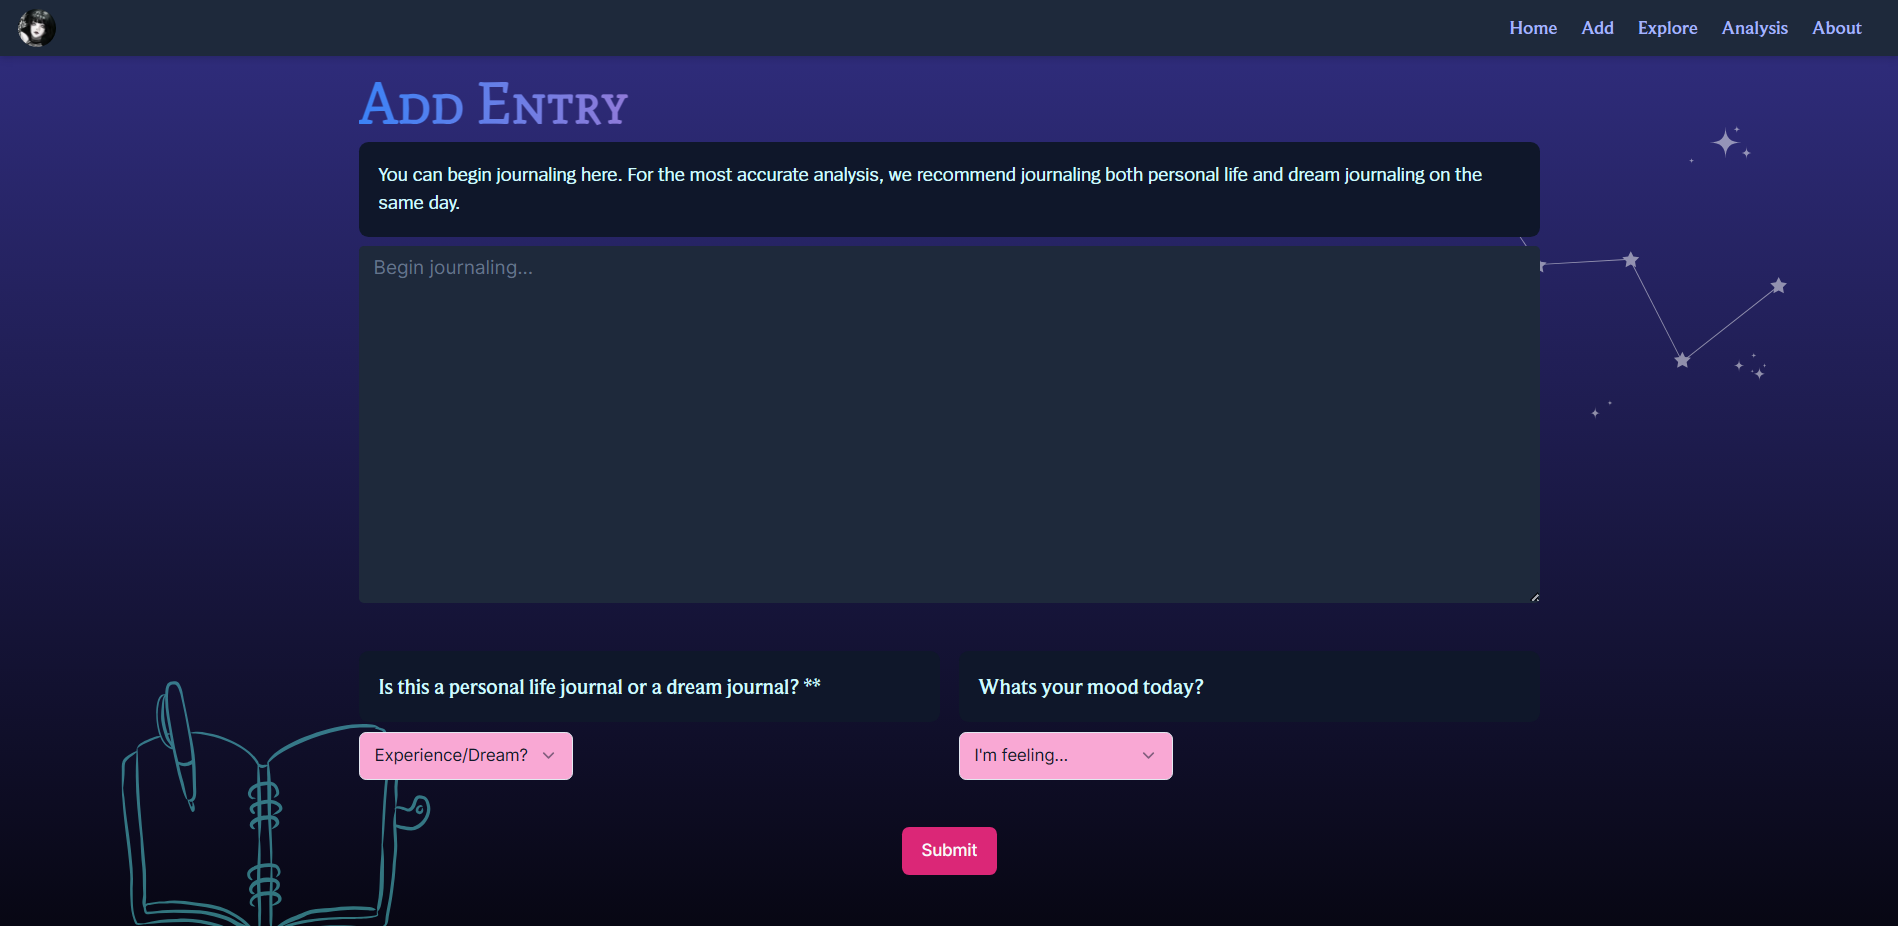 Home Add Explore Analysis About
Add Entry
You can begin journaling here. For the most accurate analysis, we recommend journaling both personal life and dream journaling on the
same day.
Begin journaling...
Is this a personal life journal or a dream journal? **
Whats your mood today?
Experience/Dream?
I'm feeling...
Submit